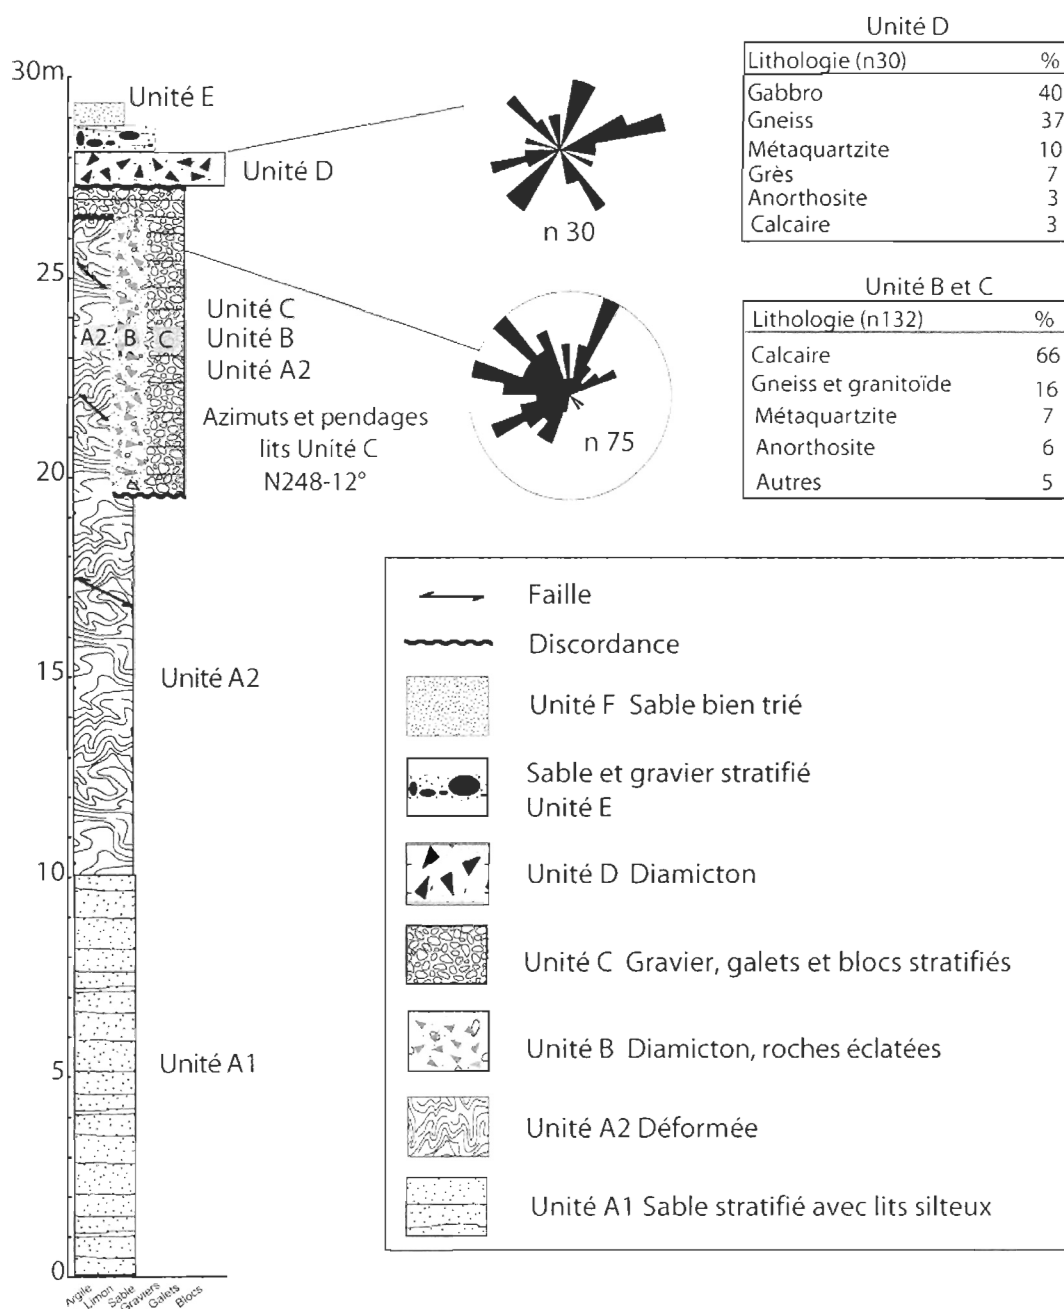 30m
Unité E
Unité D
25
A2 B C
Unité C
Unité B
Unité A2
Azimuts et pendages
lits Unité C
N248-12°
20
15
Unité A2
10
5
Unité A1
0
Argile
Limon
Sable
Graviers
Galets
Blocs
n 30
n 75
Unité D
Lithologie (n30) %
Gabbro 40
Gneiss 37
Métaquartzite 10
Grès 7
Anorthosite 3
Calcaire 3
Unité B et C
Lithologie (n132) %
Calcaire 66
Gneiss et granitoïde 16
Métaquartzite 7
Anorthosite 6
Autres 5
Faille
Discordance
Unité F Sable bien trié
Sable et gravier stratifié
Unité E
Unité D Diamicton
Unité C Gravier, galets et blocs stratifiés
Unité B Diamicton, roches éclatées
Unité A2 Déformée
Unité A1 Sable stratifié avec lits silteux